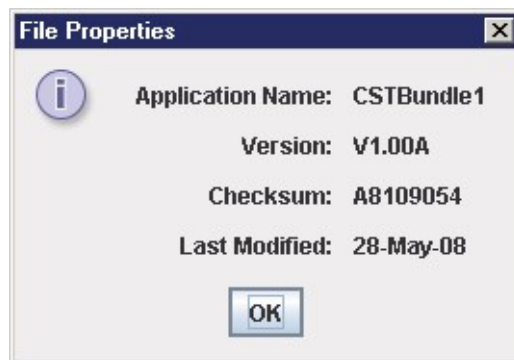 File Properties
Application Name: CSTBundle1
Version: V1.00A
Checksum: A8109054
Last Modified: 28-May-08
OK